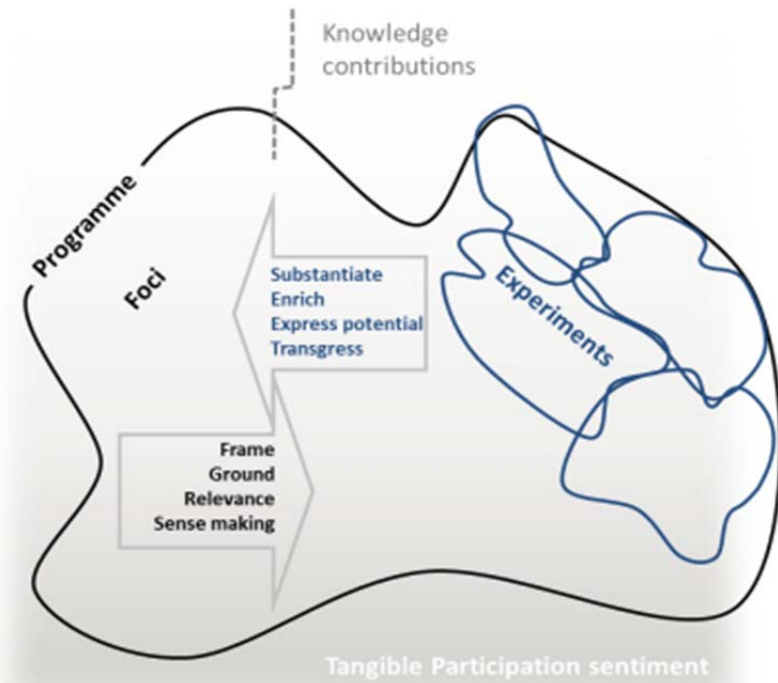 Knowledge
contributions
Programme
Foci
Substantiate
Enrich
Express potential
Transgress
Experiments
Frame
Ground
Relevance
Sense making
Tangible Participation sentiment